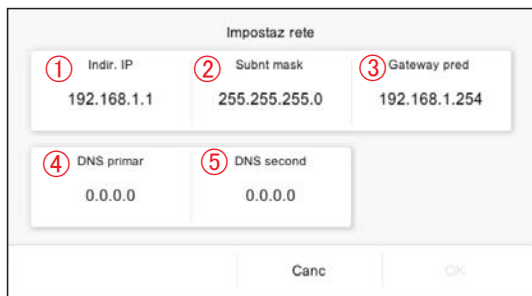 Impostaz rete
① Indir. IP ② Subnt mask ③ Gateway pred
192.168.1.1 255.255.255.0 192.168.1.254
④ DNS primar ⑤ DNS second
0.0.0.0 0.0.0.0
Canc OK